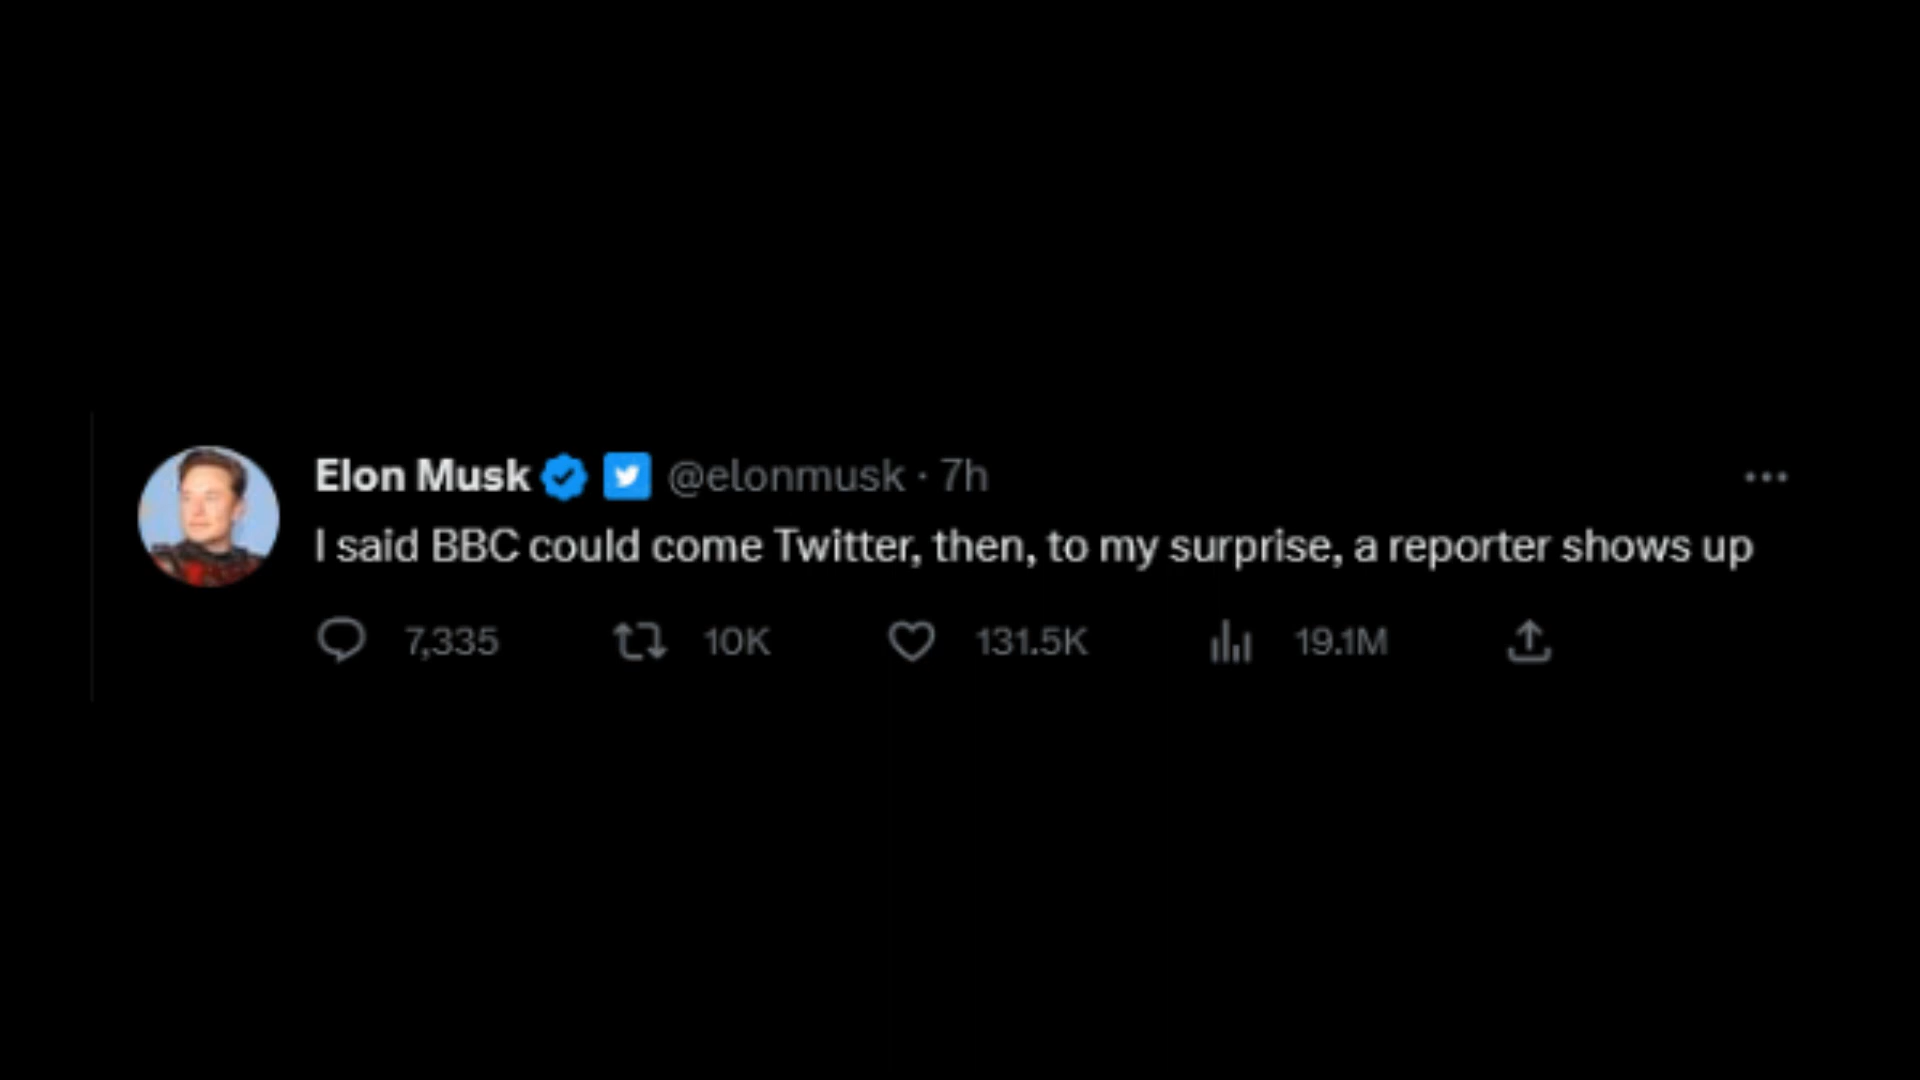 Elon Musk @elonmusk · 7h
I said BBC could come Twitter, then, to my surprise, a reporter shows up
7,335 10K 131.5K 19.1M